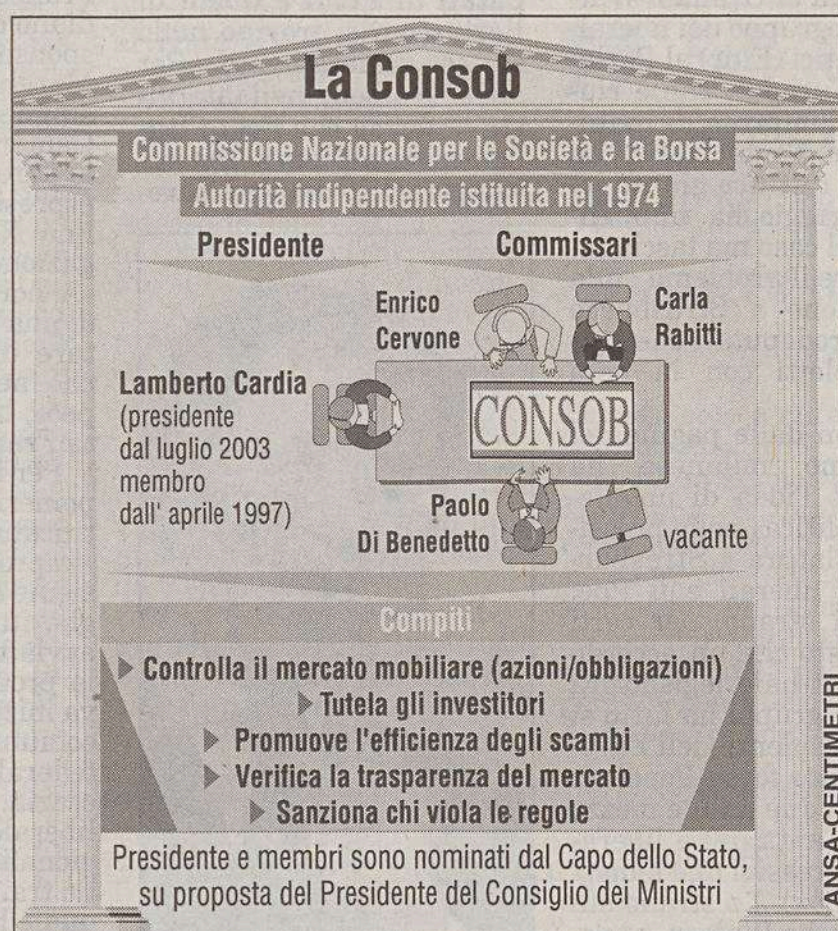 La Consob
Commissione Nazionale per le Società e la Borsa
Autorità indipendente istituita nel 1974
Presidente
Commissari
Enrico
Cervone
Carla
Rabitti
Lamberto Cardia
(presidente
dal luglio 2003
membro
dall' aprile 1997)
CONSOB
Paolo
Di Benedetto
vacante
Compiti
Controlla il mercato mobiliare (azioni/obbligazioni)
Tutela gli investitori
Promuove l'efficienza degli scambi
Verifica la trasparenza del mercato
Sanziona chi viola le regole
Presidente e membri sono nominati dal Capo dello Stato,
su proposta del Presidente del Consiglio dei Ministri
ANSA-CENTIMETRI